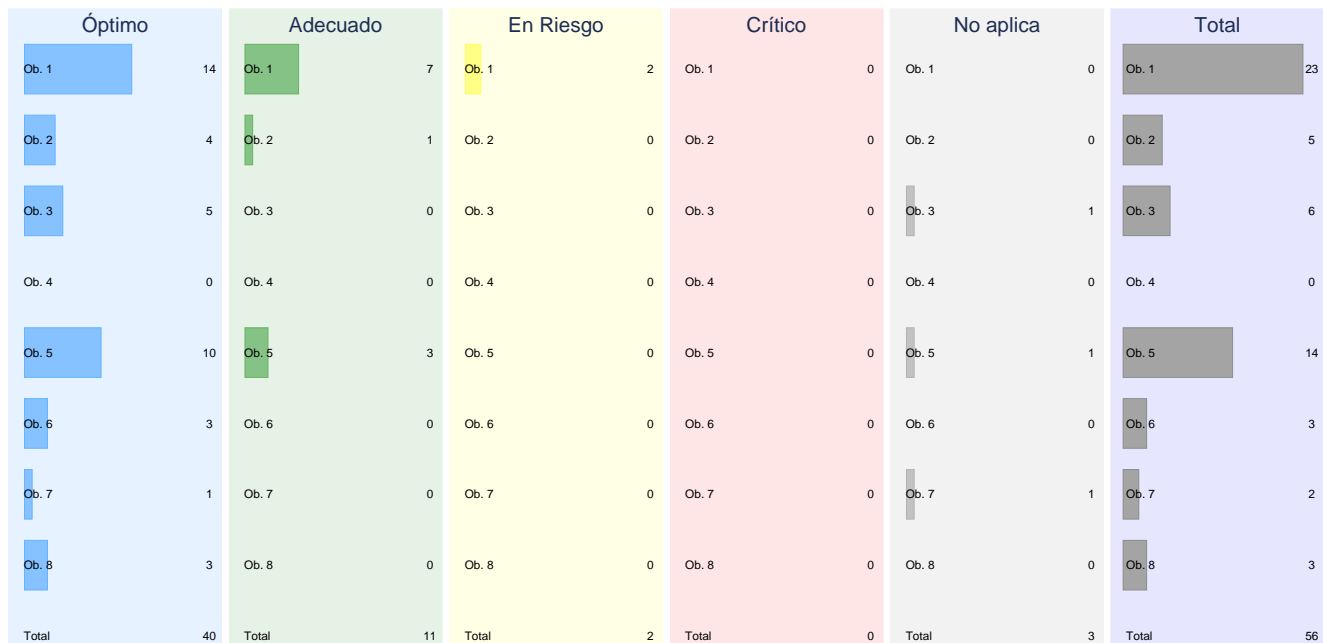 Óptimo Adecuado En Riesgo Crítico No aplica Total
Ob. 1 14 Ob. 1 7 Ob. 1 2 Ob. 1 0 Ob. 1 0 Ob. 1 23
Ob. 2 4 Ob. 2 1 Ob. 2 0 Ob. 2 0 Ob. 2 0 Ob. 2 5
Ob. 3 5 Ob. 3 0 Ob. 3 0 Ob. 3 0 Ob. 3 1 Ob. 3 6
Ob. 4 0 Ob. 4 0 Ob. 4 0 Ob. 4 0 Ob. 4 0 Ob. 4 0
Ob. 5 10 Ob. 5 3 Ob. 5 0 Ob. 5 0 Ob. 5 1 Ob. 5 14
Ob. 6 3 Ob. 6 0 Ob. 6 0 Ob. 6 0 Ob. 6 0 Ob. 6 3
Ob. 7 1 Ob. 7 0 Ob. 7 0 Ob. 7 0 Ob. 7 1 Ob. 7 2
Ob. 8 3 Ob. 8 0 Ob. 8 0 Ob. 8 0 Ob. 8 0 Ob. 8 3
Total 40 Total 11 Total 2 Total 0 Total 3 Total 56